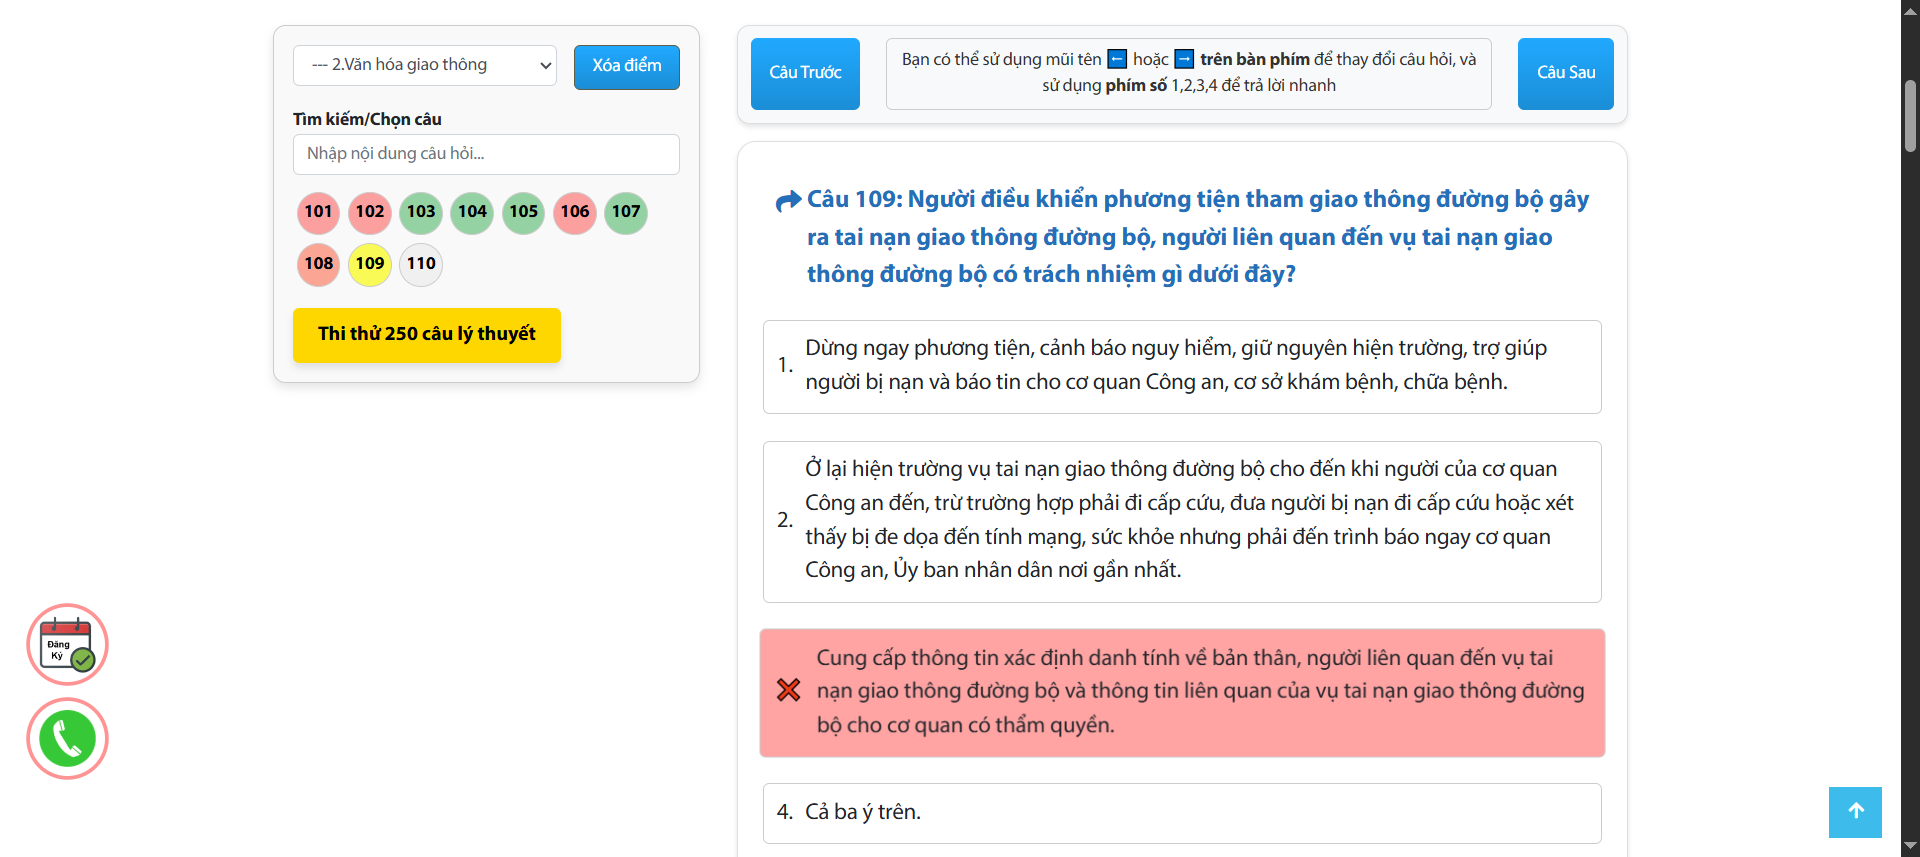 --- 2.Văn hóa giao thông
Xóa điểm
Tìm kiếm/Chọn câu
Nhập nội dung câu hỏi...
101 102 103 104 105 106 107
108 109 110
Thi thử 250 câu lý thuyết
Đăng
Ký
Câu Trước
Bạn có thể sử dụng mũi tên ← hoặc → trên bàn phím để thay đổi câu hỏi, và
sử dụng phím số 1,2,3,4 để trả lời nhanh
Câu Sau
Câu 109: Người điều khiển phương tiện tham giao thông đường bộ gây
ra tai nạn giao thông đường bộ, người liên quan đến vụ tai nạn giao
thông đường bộ có trách nhiệm gì dưới đây?
1. Dừng ngay phương tiện, cảnh báo nguy hiểm, giữ nguyên hiện trường, trợ giúp
người bị nạn và báo tin cho cơ quan Công an, cơ sở khám bệnh, chữa bệnh.
2. Ở lại hiện trường vụ tai nạn giao thông đường bộ cho đến khi người của cơ quan
Công an đến, trừ trường hợp phải đi cấp cứu, đưa người bị nạn đi cấp cứu hoặc xét
thấy bị đe dọa đến tính mạng, sức khỏe nhưng phải đến trình báo ngay cơ quan
Công an, Ủy ban nhân dân nơi gần nhất.
Cung cấp thông tin xác định danh tính về bản thân, người liên quan đến vụ tai
nạn giao thông đường bộ và thông tin liên quan của vụ tai nạn giao thông đường
bộ cho cơ quan có thẩm quyền.
4. Cả ba ý trên.